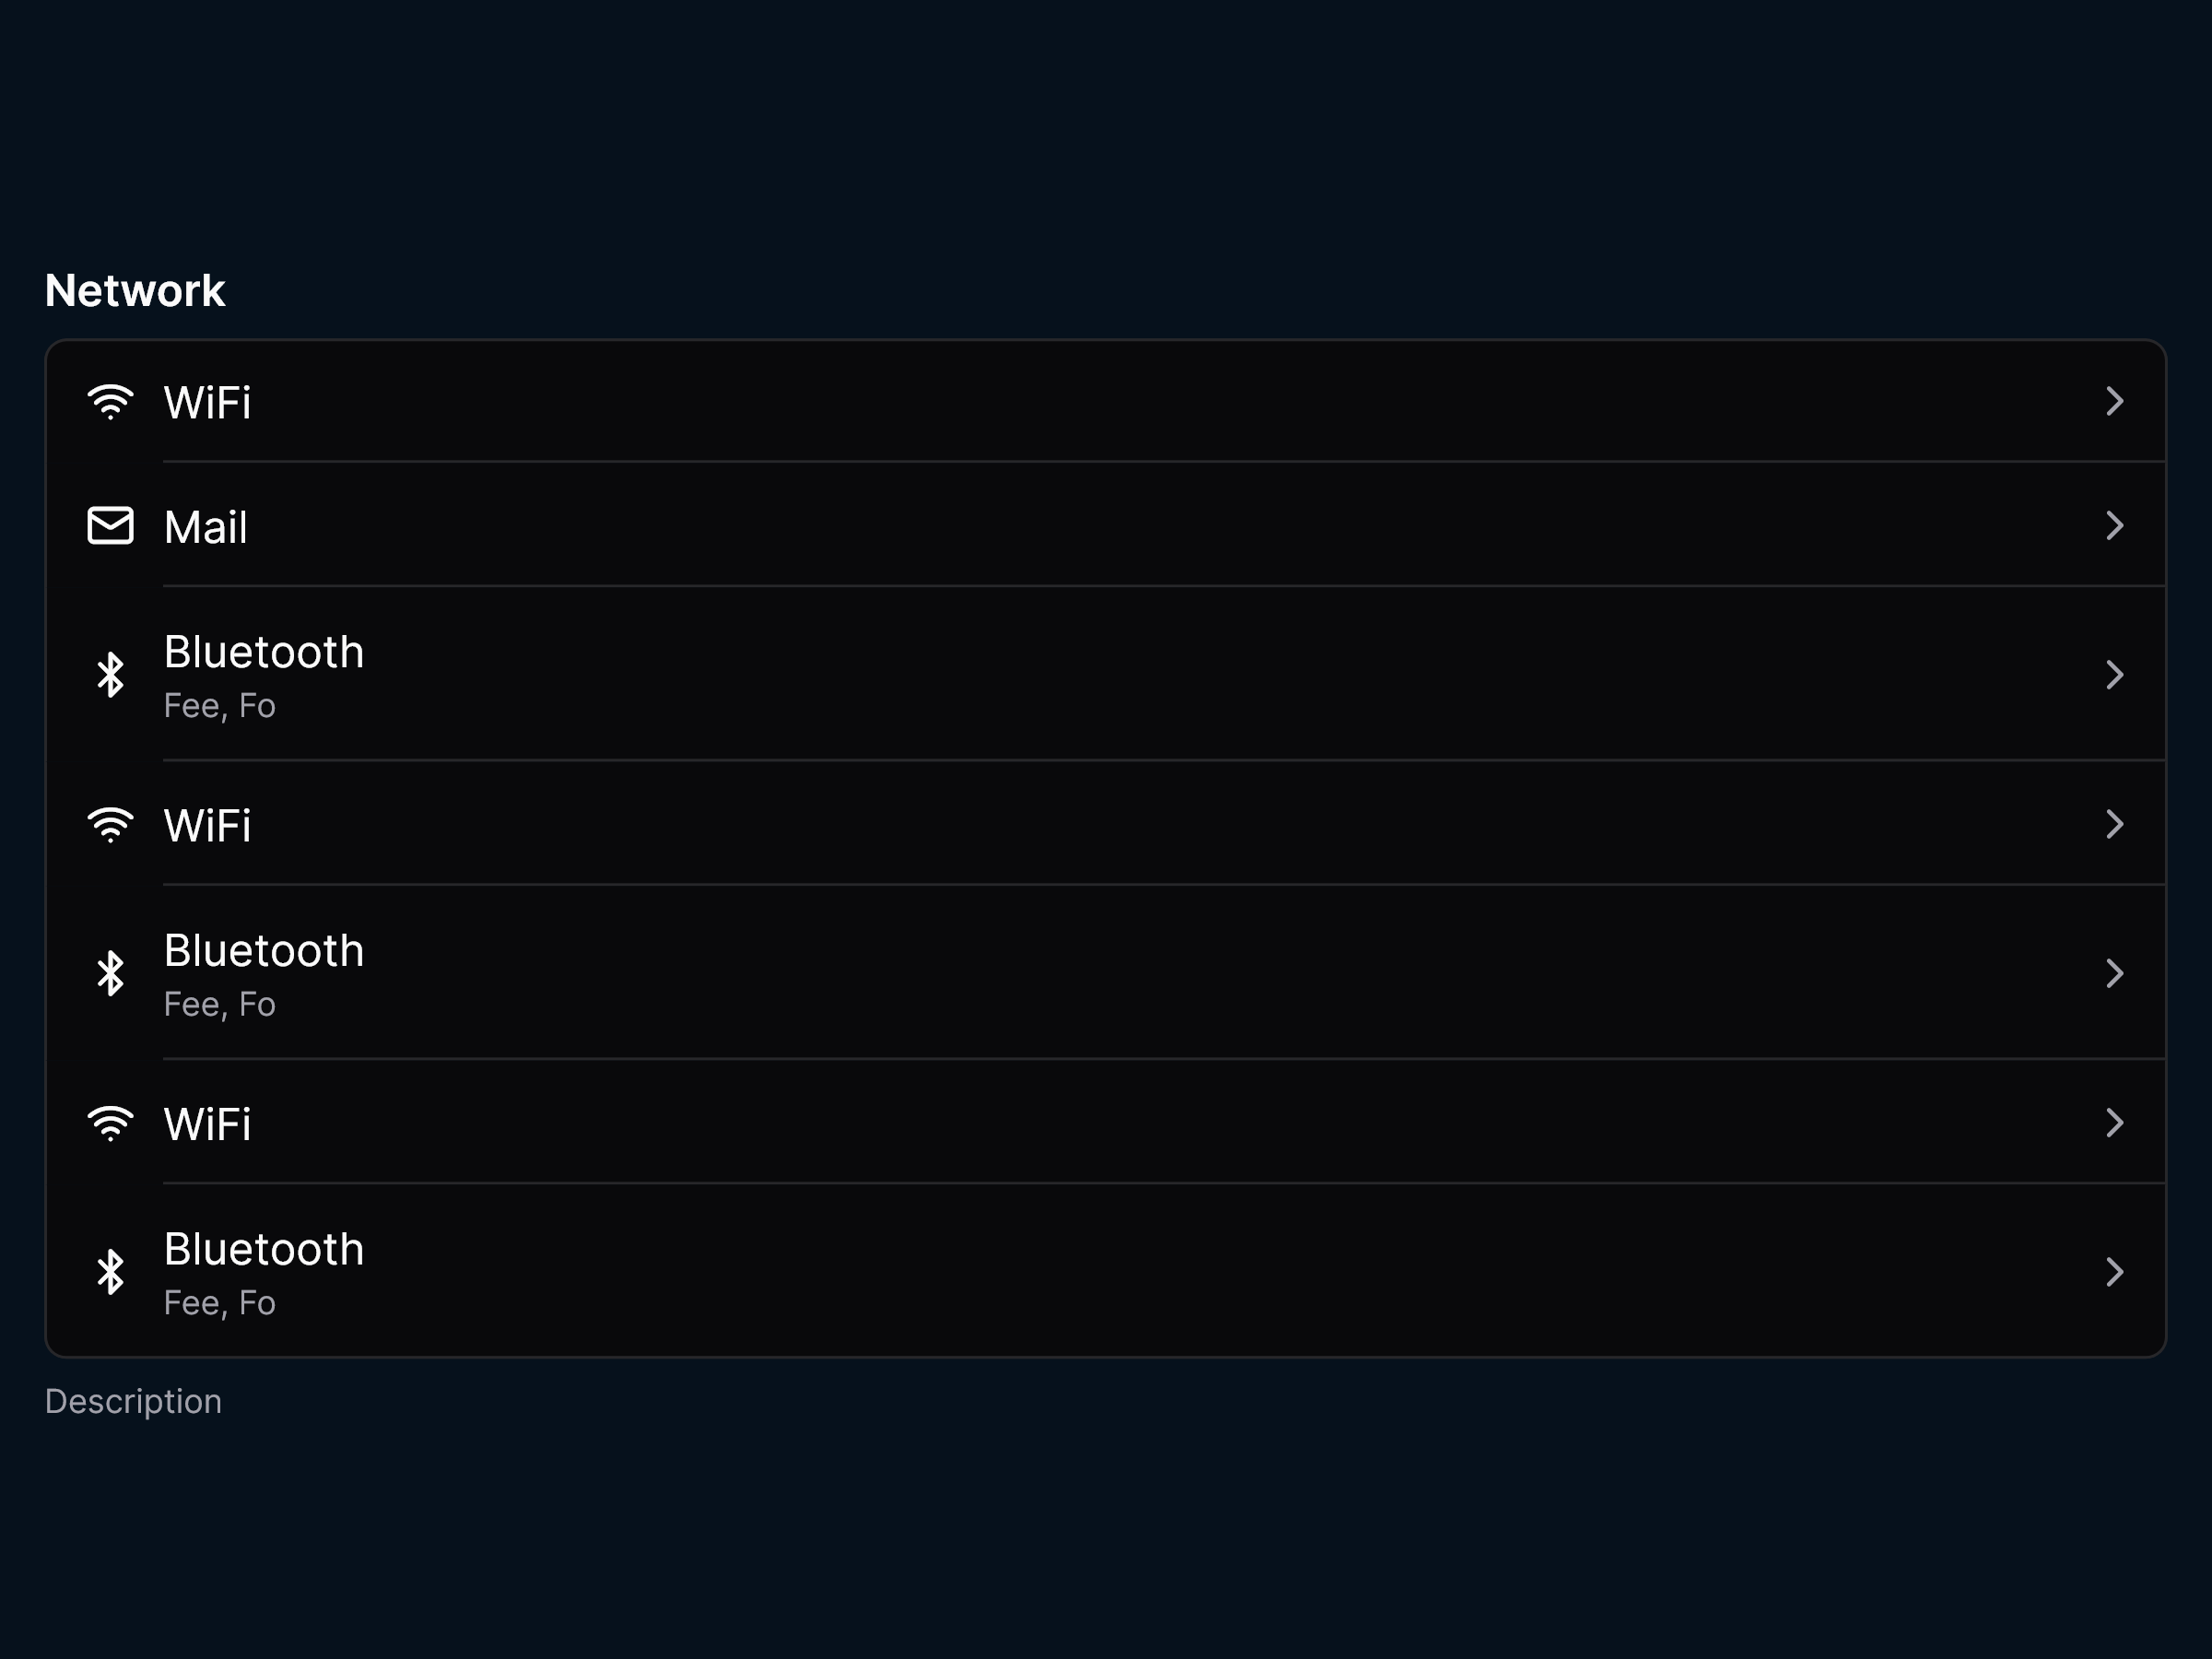 Network
WiFi
Mail
Bluetooth
Fee, Fo
WiFi
Bluetooth
Fee, Fo
WiFi
Bluetooth
Fee, Fo
Description